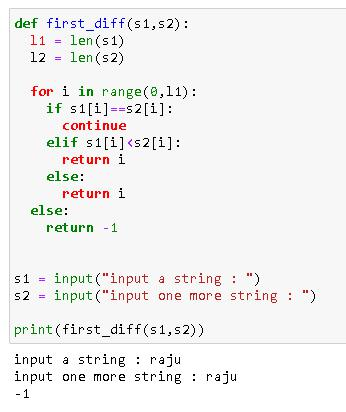 def first_diff(s1,s2):
  l1 = len(s1)
  l2 = len(s2)

  for i in range(0,l1):
    if s1[i]==s2[i]:
      continue
    elif s1[i]<s2[i]:
      return i
    else:
      return i
  else:
    return -1


s1 = input("input a string : ")
s2 = input("input one more string : ")

print(first_diff(s1,s2))
input a string : raju
input one more string : raju
-1